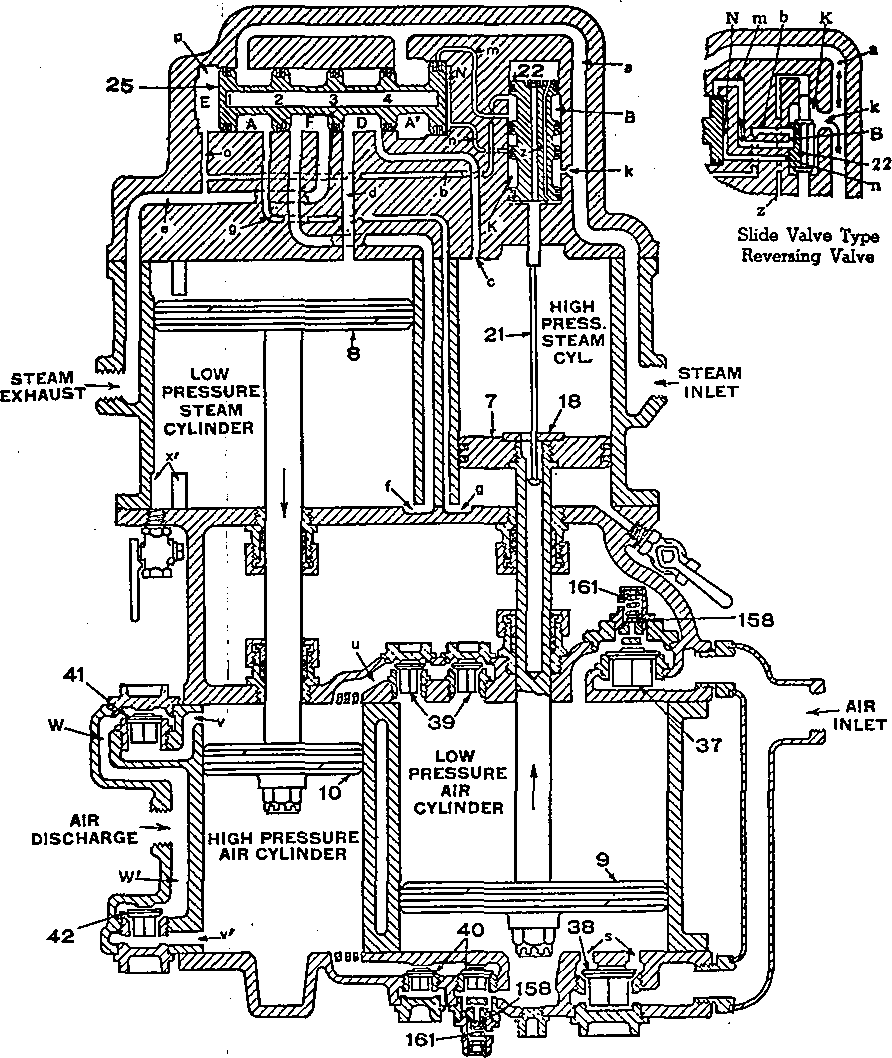 N m b K
a
k
B
22
n
z
Slide Valve Type
Reversing Valve
p
25
E
2
3
4
A
F
D
A'
m
N
22
a
B
n
z
k
K
o
e
d
b
g
c
HIGH
PRESS.
STEAM
CYL.
21
8
STEAM
EXHAUST
LOW
PRESSURE
STEAM
CYLINDER
STEAM
INLET
7
18
x'
f
g
161
158
u
41
W
v
39
37
AIR
INLET
10
LOW
PRESSURE
AIR
CYLINDER
AIR
DISCHARGE
HIGH PRESSURE
AIR CYLINDER
W'
9
42
v'
40
38
s
158
161